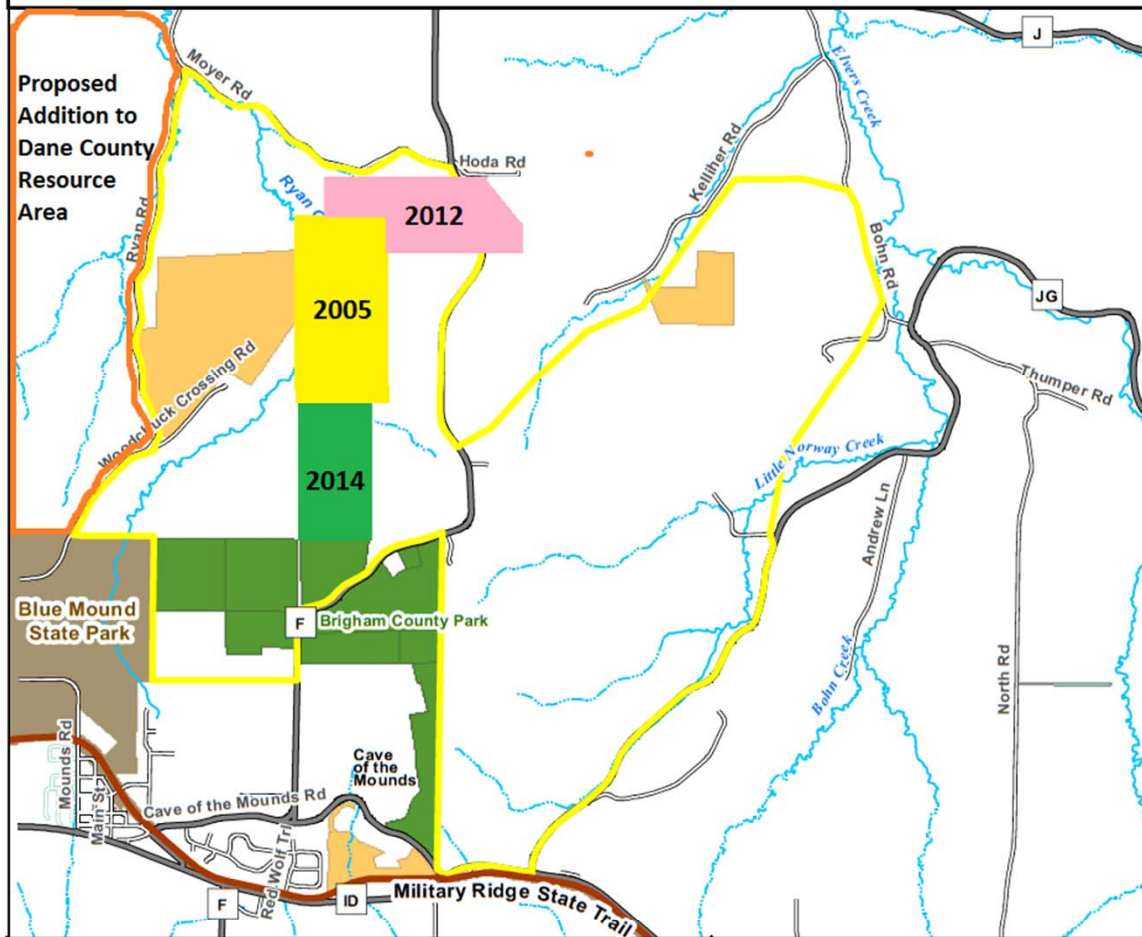 J
Moyer Rd
Elvers Creek
Proposed
Addition to
Dane County
Resource
Area
Hoda Rd
Kelliher Rd
Ryan
2012
Ryan Rd
Bohn Rd
2005
JG
Woodchuck Crossing Rd
Thumper Rd
Little Norway Creek
2014
Andrew Ln
Blue Mound
State Park
F
Brigham County Park
Bohn Creek
North Rd
Mounds Rd
Main St
Cave
of the
Mounds
Cave of the Mounds Rd
Red Wolf Trl
F
ID
Military Ridge State Trail